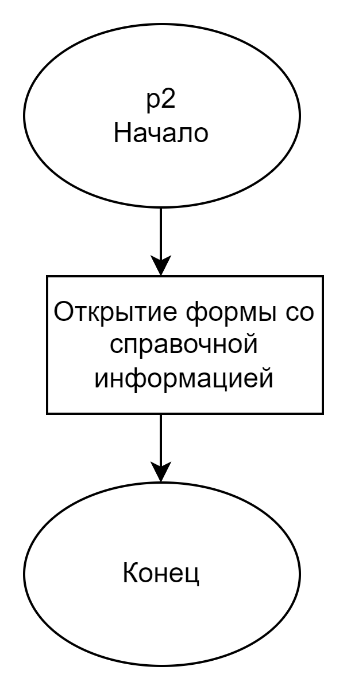 p2
Начало
Открытие формы со
справочной
информацией
Конец